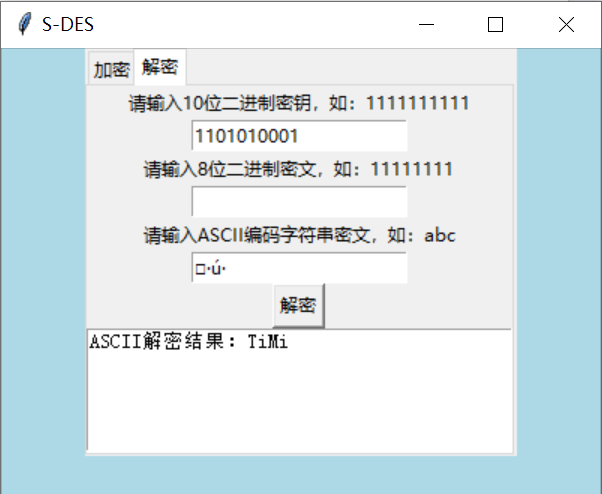 S-DES
加密 解密
请输入10位二进制密钥，如：1111111111
1101010001
请输入8位二进制密文，如：11111111
请输入ASCII编码字符串密文，如：abc
□·ú·
解密
ASCII解密结果：TiMi